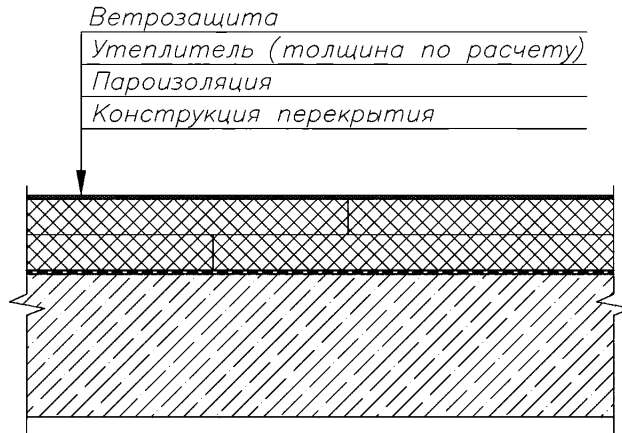 Ветрозащита
Утеплитель (толщина по расчету)
Пароизоляция
Конструкция перекрытия